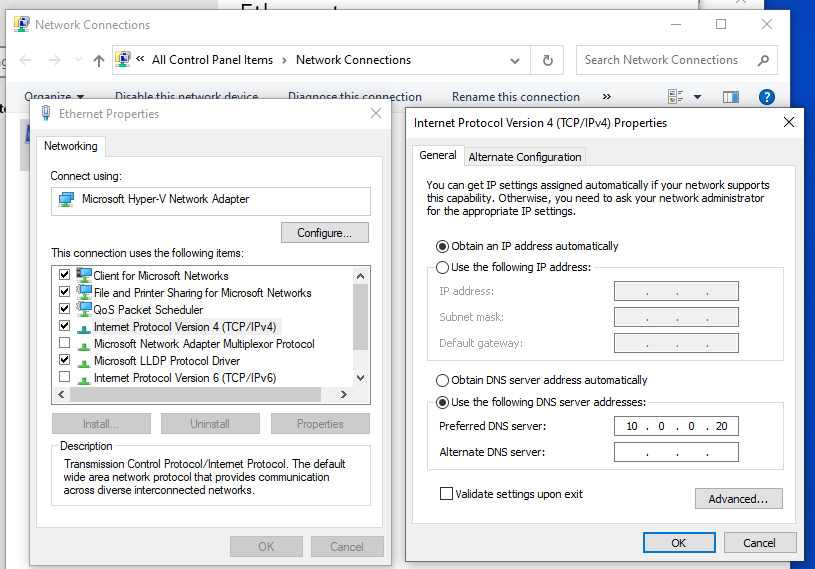 Network Connections
« All Control Panel Items > Network Connections
Search Network Connections
Organize
Disable this network device
Diagnose this connection
Rename this connection
»
Ethernet Properties
Networking
Connect using:
Microsoft Hyper-V Network Adapter
Configure...
This connection uses the following items:
Client for Microsoft Networks
File and Printer Sharing for Microsoft Networks
QoS Packet Scheduler
Internet Protocol Version 4 (TCP/IPv4)
Microsoft Network Adapter Multiplexor Protocol
Microsoft LLDP Protocol Driver
Internet Protocol Version 6 (TCP/IPv6)
Install...
Uninstall
Properties
Description
Transmission Control Protocol/Internet Protocol. The default
wide area network protocol that provides communication
across diverse interconnected networks.
OK
Cancel
Internet Protocol Version 4 (TCP/IPv4) Properties
General
Alternate Configuration
You can get IP settings assigned automatically if your network supports
this capability. Otherwise, you need to ask your network administrator
for the appropriate IP settings.
Obtain an IP address automatically
Use the following IP address:
IP address:
. . .
Subnet mask:
. . .
Default gateway:
. . .
Obtain DNS server address automatically
Use the following DNS server addresses:
Preferred DNS server:
10 . 0 . 0 . 20
Alternate DNS server:
. . .
Validate settings upon exit
Advanced...
OK
Cancel